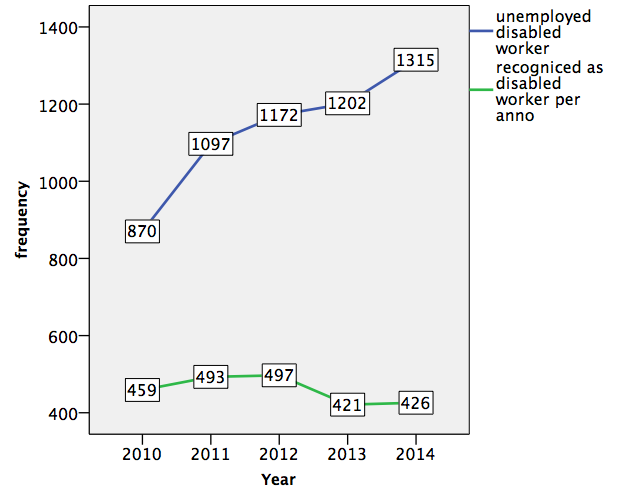 unemployed
disabled
worker
recogniced as
disabled
worker per
anno
1400
1200
1000
800
600
400
frequency
1315
1202
1172
1097
870
459
493
497
421
426
2010 2011 2012 2013 2014
Year